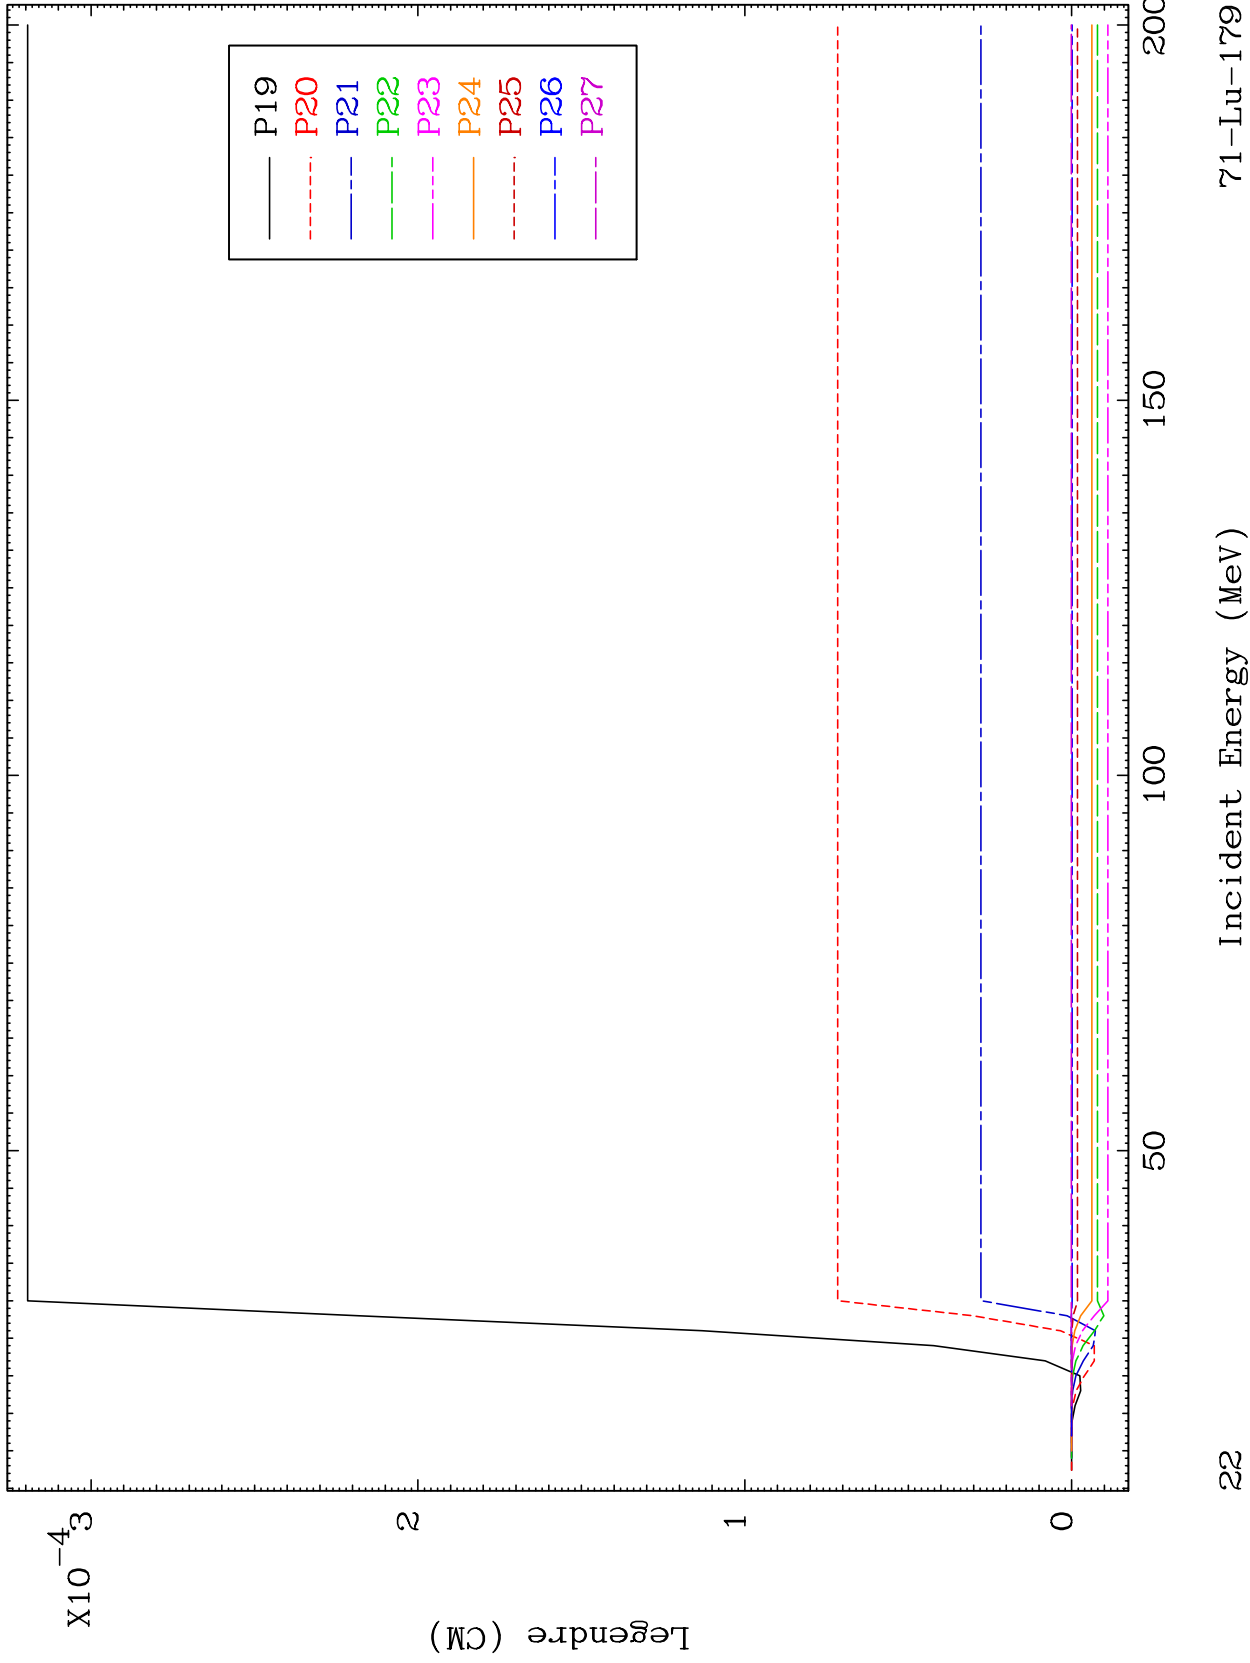 X10-4
3
2
1
0
Legendre (CM)
P19
P20
P21
P22
P23
P24
P25
P26
P27
50
100
150
200
Incident Energy (MeV)
22
71-Lu-179